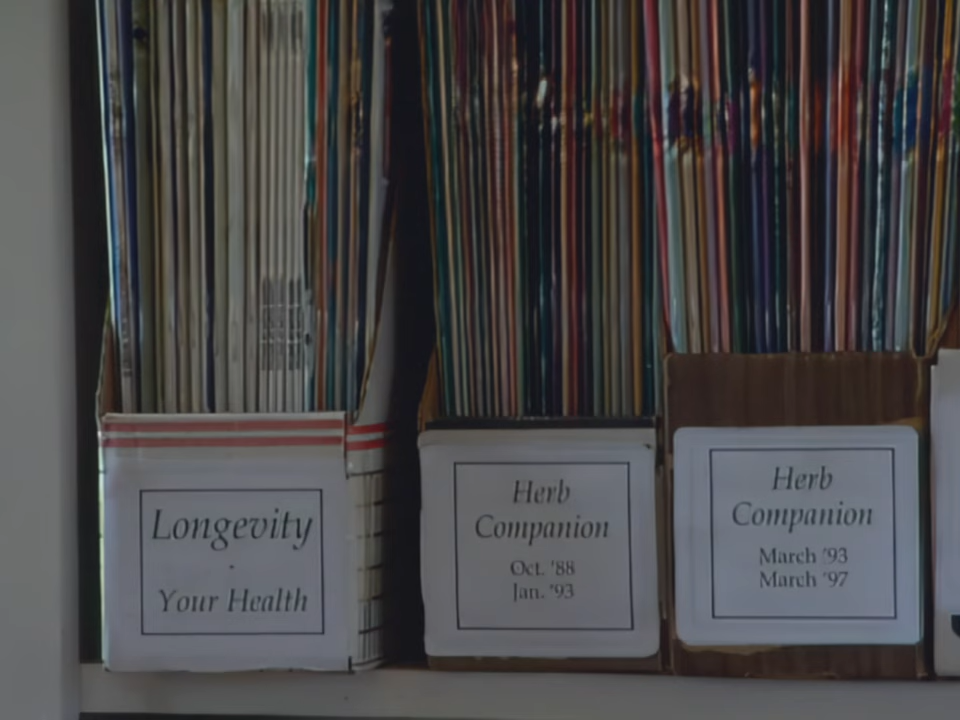 Longevity
Your Health
Herb
Companion
Oct. '88
Jan. '93
Herb
Companion
March '93
March '97